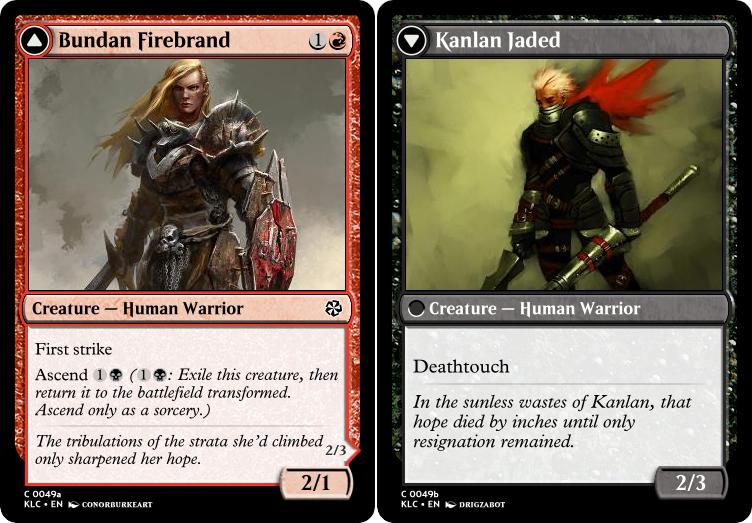 Bundan Firebrand 1
Creature — Human Warrior
First strike
Ascend 1 (1: Exile this creature, then
return it to the battlefield transformed.
Ascend only as a sorcery.)
The tribulations of the strata she'd climbed
only sharpened her hope.
2/3
2/1
C 0049a
KLC • EN CONORBURKEART
Kanlan Jaded
Creature — Human Warrior
Deathtouch
In the sunless wastes of Kanlan, that
hope died by inches until only
resignation remained.
2/3
C 0049b
KLC • EN DRIGZABOT